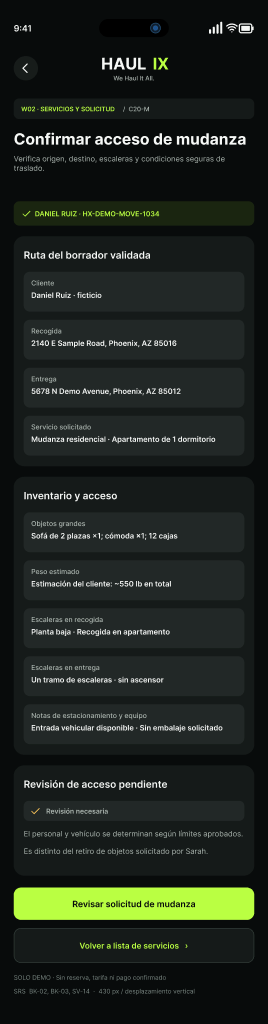 9:41
HAUL IX
We Haul It All.
W02 · SERVICIOS Y SOLICITUD / C20-M
Confirmar acceso de mudanza
Verifica origen, destino, escaleras y condiciones seguras de
traslado.
DANIEL RUIZ · HX-DEMO-MOVE-1034
Ruta del borrador validada
Cliente
Daniel Ruiz · ficticio
Recogida
2140 E Sample Road, Phoenix, AZ 85016
Entrega
5678 N Demo Avenue, Phoenix, AZ 85012
Servicio solicitado
Mudanza residencial · Apartamento de 1 dormitorio
Inventario y acceso
Objetos grandes
Sofá de 2 plazas ×1; cómoda ×1; 12 cajas
Peso estimado
Estimación del cliente: ~550 lb en total
Escaleras en recogida
Planta baja · Recogida en apartamento
Escaleras en entrega
Un tramo de escaleras · sin ascensor
Notas de estacionamiento y equipo
Entrada vehicular disponible · Sin embalaje solicitado
Revisión de acceso pendiente
Revisión necesaria
El personal y vehículo se determinan según límites aprobados.
Es distinto del retiro de objetos solicitado por Sarah.
Revisar solicitud de mudanza
Volver a lista de servicios ›
SOLO DEMO · Sin reserva, tarifa ni pago confirmado
SRS BK-02, BK-03, SV-14 · 430 px / desplazamiento vertical